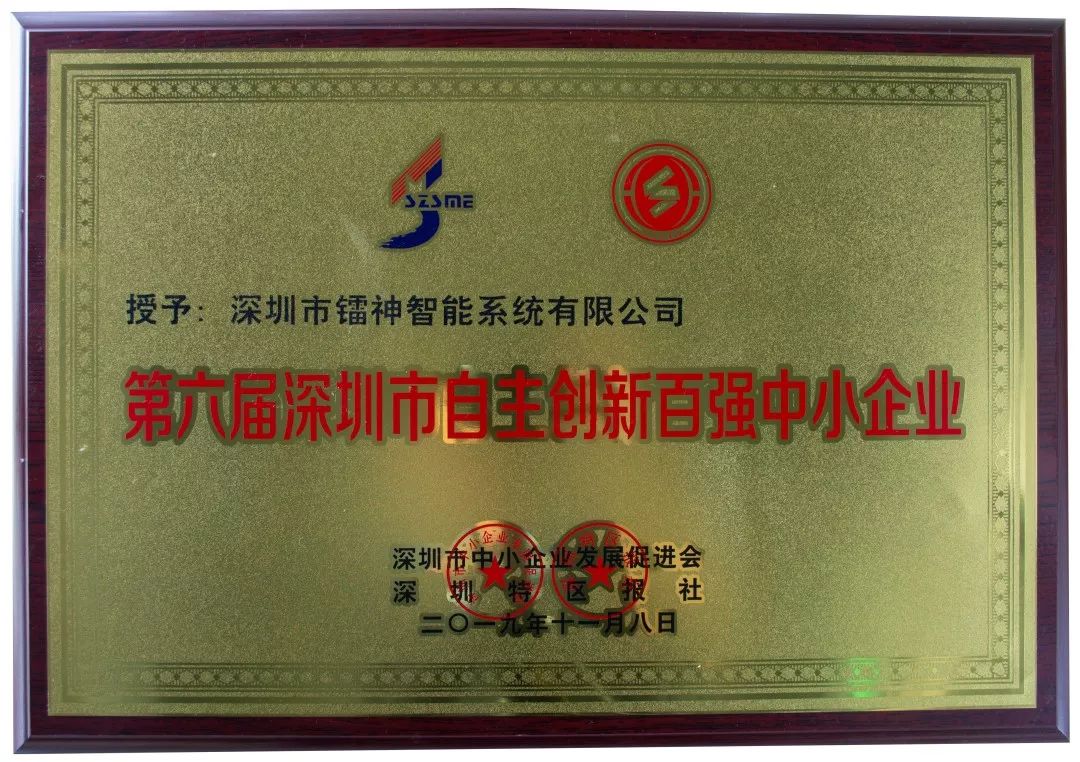 SZSME
授予：深圳市镭神智能系统有限公司
第六届深圳市自主创新百强中小企业
深圳市中小企业发展促进会
深圳特区报社
二〇一九年十一月八日